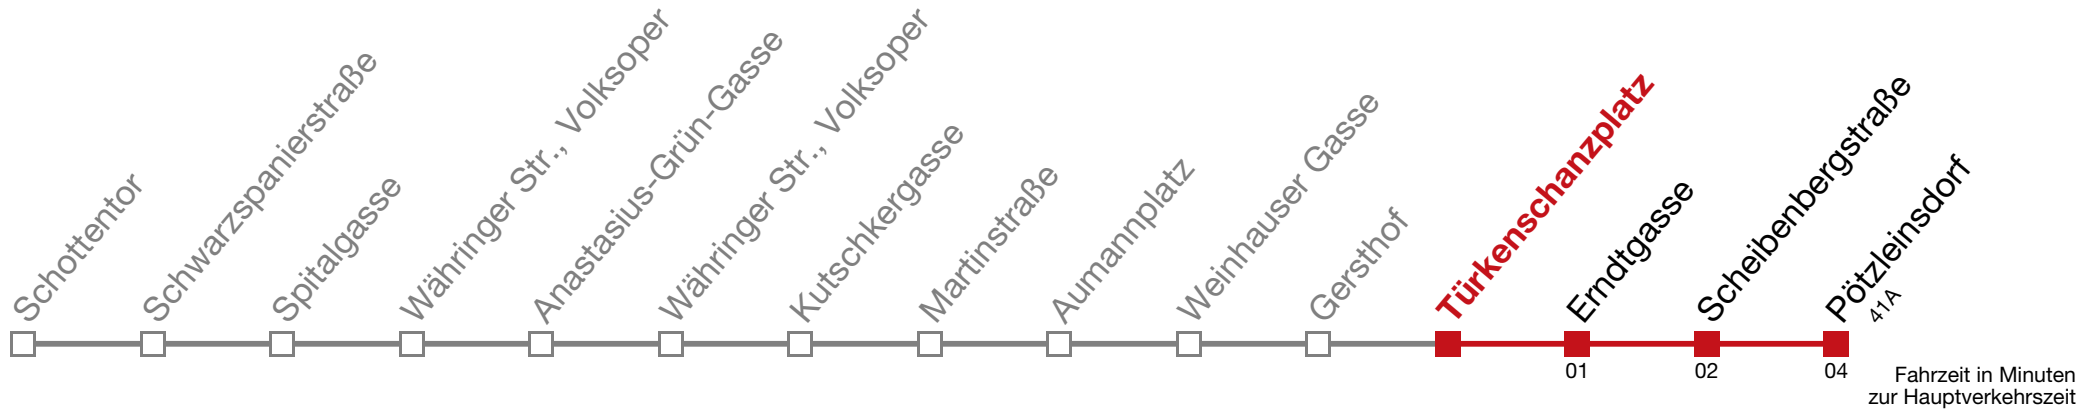 Schottentor
Schwarzspanierstraße
Spitalgasse
Währinger Str., Volksoper
Anastasius-Grün-Gasse
Währinger Str., Volksoper
Kutschkergasse
Martinstraße
Aumannplatz
Weinhauser Gasse
Gersthof
Türkenschanzplatz
Erndtgasse
Scheibenbergstraße
Pötzleinsdorf
41A
01
02
04
Fahrzeit in Minuten
zur Hauptverkehrszeit